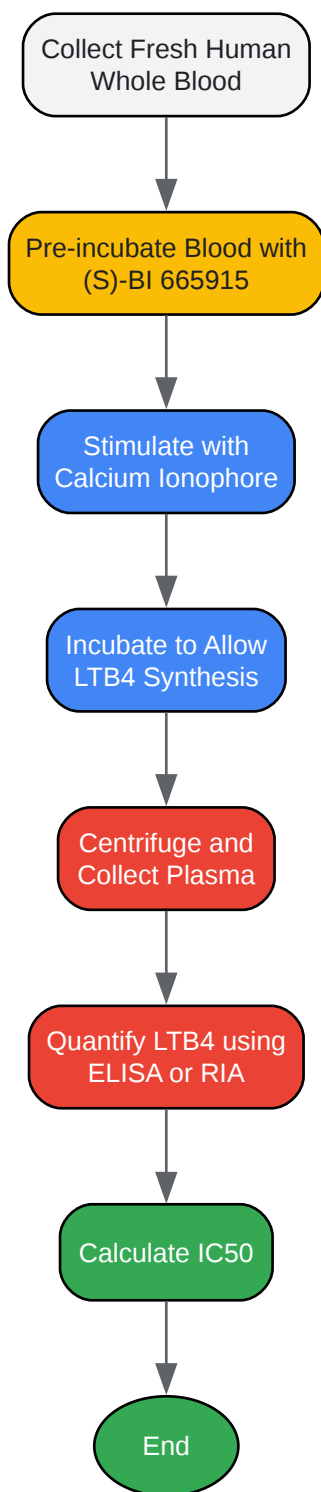 Collect Fresh Human
Whole Blood
Pre-incubate Blood with
(S)-BI 665915
Stimulate with
Calcium Ionophore
Incubate to Allow
LTB4 Synthesis
Centrifuge and
Collect Plasma
Quantify LTB4 using
ELISA or RIA
Calculate IC50
End